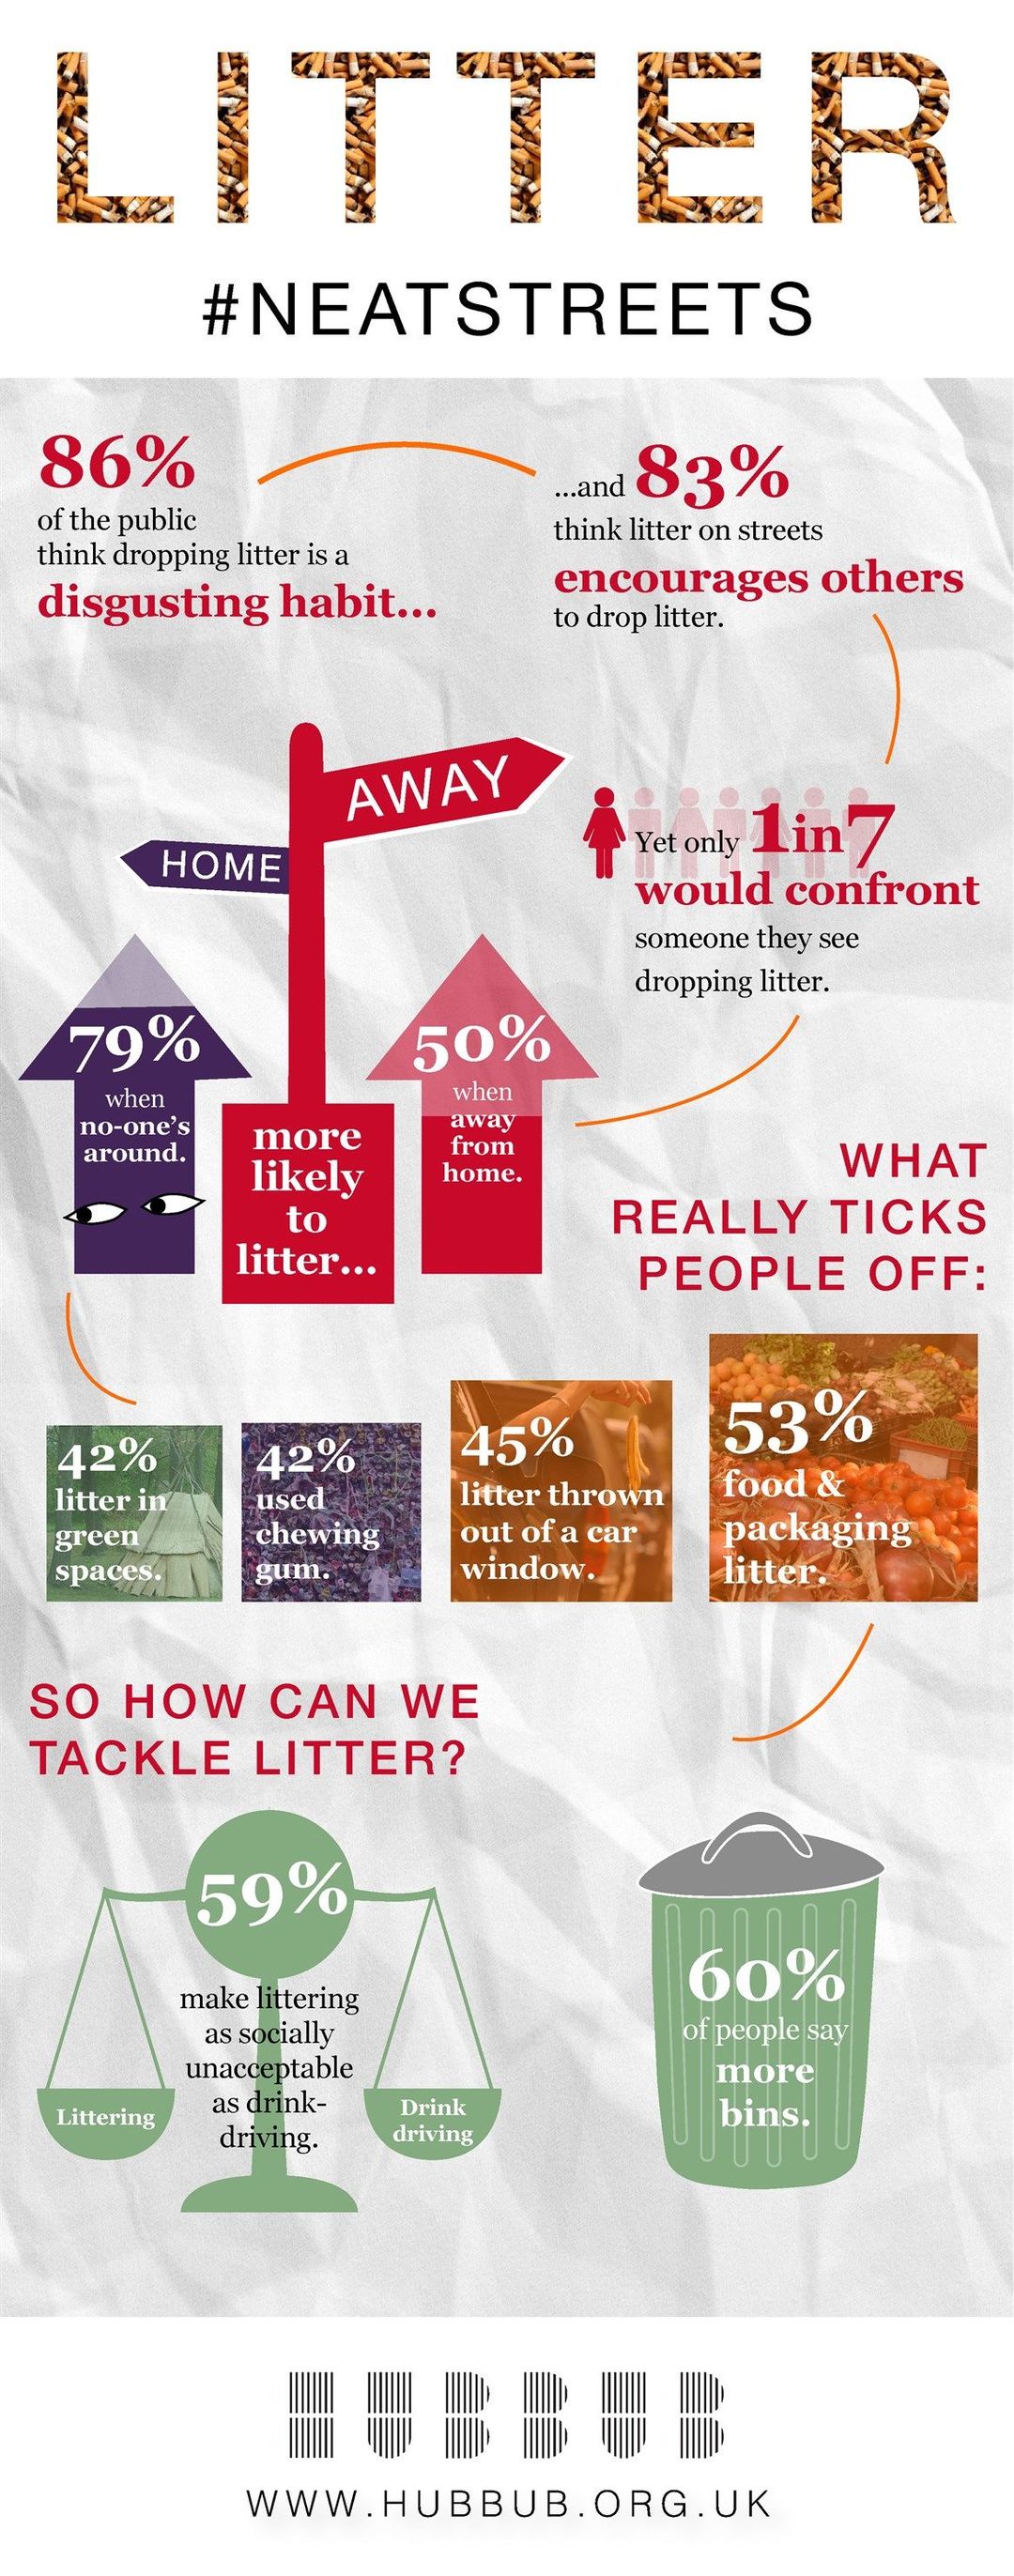 LITTER
#NEATSTREETS
86%
of the public
think dropping litter is a
disgusting habit...
...and 83%
think litter on streets
encourages others
to drop litter.
AWAY
HOME
Yet only 1in7
would confront
someone they see
dropping litter.
79%
when
no-one's
around.
more
likely
to
litter...
50%
when
away
from
home.
WHAT
REALLY TICKS
PEOPLE OFF:
42%
litter in
green
spaces.
42%
used
chewing
gum.
45%
litter thrown
out of a car
window.
53%
food &
packaging
litter.
SO HOW CAN WE
TACKLE LITTER?
59%
make littering
as socially
unacceptable
as drink-
driving.
Littering
Drink
driving
60%
of people say
more
bins.
HUBBUB
WWW.HUBBUB.ORG.UK